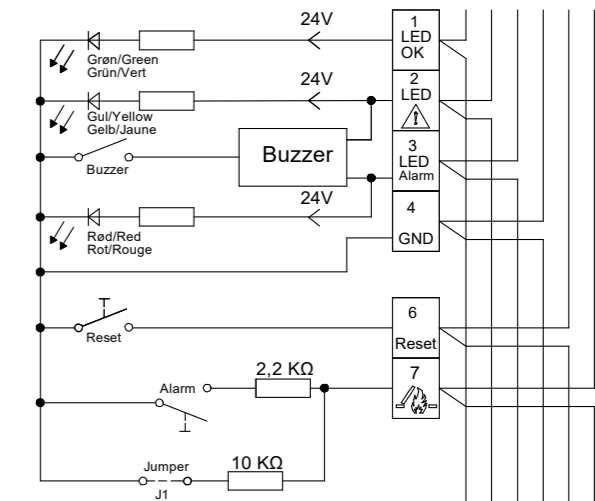 24V
1
LED
OK
Grøn/Green
Grün/Vert
24V
2
LED
Gul/Yellow
Gelb/Jaune
Buzzer
Buzzer
3
LED
Alarm
24V
4
GND
Rød/Red
Rot/Rouge
6
Reset
Reset
2,2 KΩ
7
Alarm
Jumper
10 KΩ
J1